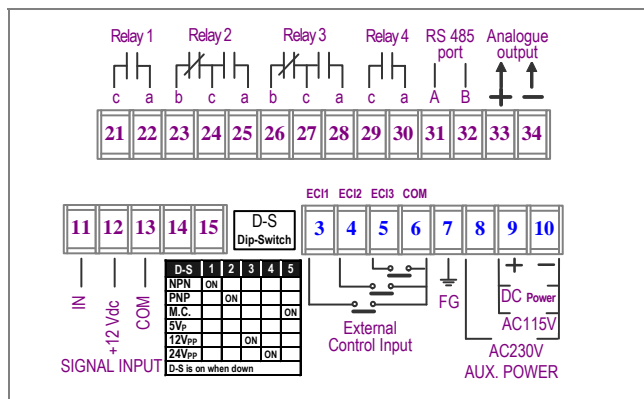 Relay 1 Relay 2 Relay 3 Relay 4 RS 485 port Analogue output
c a b c a b c a c a A B + −
21 22 23 24 25 26 27 28 29 30 31 32 33 34
ECI1 ECI2 ECI3 COM
11 12 13 14 15 D-S Dip-Switch 3 4 5 6 7 8 9 10
IN +12 Vdc COM
SIGNAL INPUT
D-S 1 2 3 4 5
NPN ON
PNP ON
M.C. ON
5VP
12VPP ON
24VPP ON
D-S is on when down
External
Control Input
FG
+ −
DC Power
AC115V
AC230V
AUX. POWER